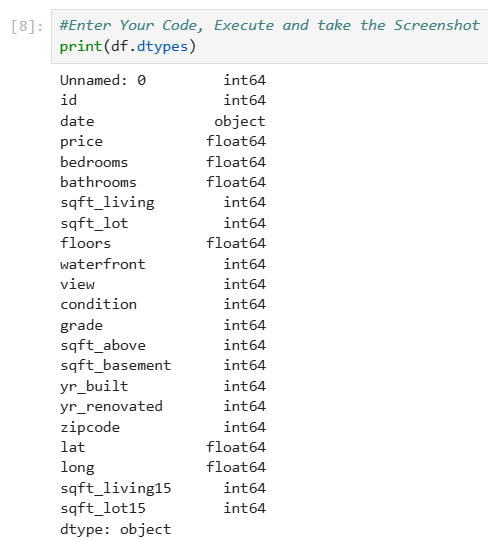 [8]: #Enter Your Code, Execute and take the Screenshot
print(df.dtypes)
Unnamed: 0 int64
id int64
date object
price float64
bedrooms float64
bathrooms float64
sqft_living int64
sqft_lot int64
floors float64
waterfront int64
view int64
condition int64
grade int64
sqft_above int64
sqft_basement int64
yr_built int64
yr_renovated int64
zipcode int64
lat float64
long float64
sqft_living15 int64
sqft_lot15 int64
dtype: object